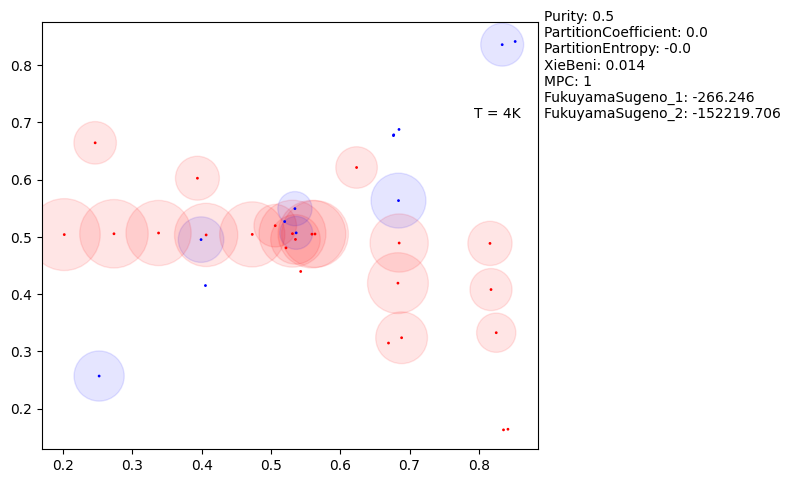 Purity: 0.5
PartitionCoefficient: 0.0
PartitionEntropy: -0.0
XieBeni: 0.014
MPC: 1
FukuyamaSugeno_1: -266.246
FukuyamaSugeno_2: -152219.706
T = 4K
0.8
0.7
0.6
0.5
0.4
0.3
0.2
0.2 0.3 0.4 0.5 0.6 0.7 0.8